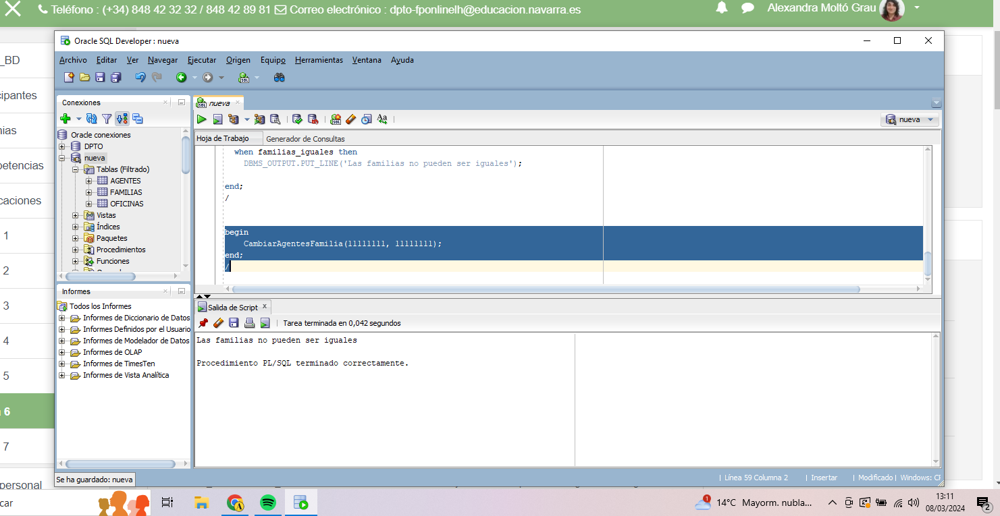 Teléfono : (+34) 848 42 32 32 / 848 42 89 81 Correo electrónico : dpto-fponlinelh@educacion.navarra.es
Alexandra Moltó Grau
_BD
cipantes
nias
petencias
caciones
1
2
3
4
5
6
7
personal
Oracle SQL Developer : nueva
Archivo Editar Ver Navegar Ejecutar Origen Equipo Herramientas Ventana Ayuda
Conexiones
Oracle conexiones
DPTO
nueva
Tablas (Filtrado)
AGENTES
FAMILIAS
OFICINAS
Vistas
Índices
Paquetes
Procedimientos
Funciones
Informes
Todos los Informes
Informes de Diccionario de Datos
Informes Definidos por el Usuario
Informes de Modelador de Datos
Informes de OLAP
Informes de TimesTen
Informes de Vista Analítica
nueva
nueva
Hoja de Trabajo Generador de Consultas
when familias_iguales then
DBMS_OUTPUT.PUT_LINE('Las familias no pueden ser iguales');
end;
/
begin
CambiarAgentesFamilia(11111111, 11111111);
end;
/
Salida de Script
Tarea terminada en 0,042 segundos
Las familias no pueden ser iguales
Procedimiento PL/SQL terminado correctamente.
Se ha guardado: nueva
Línea 59 Columna 2 | Insertar | Modificado | Windows: CF
car
1
14°C Mayorm. nubla...
13:11
08/03/2024
2